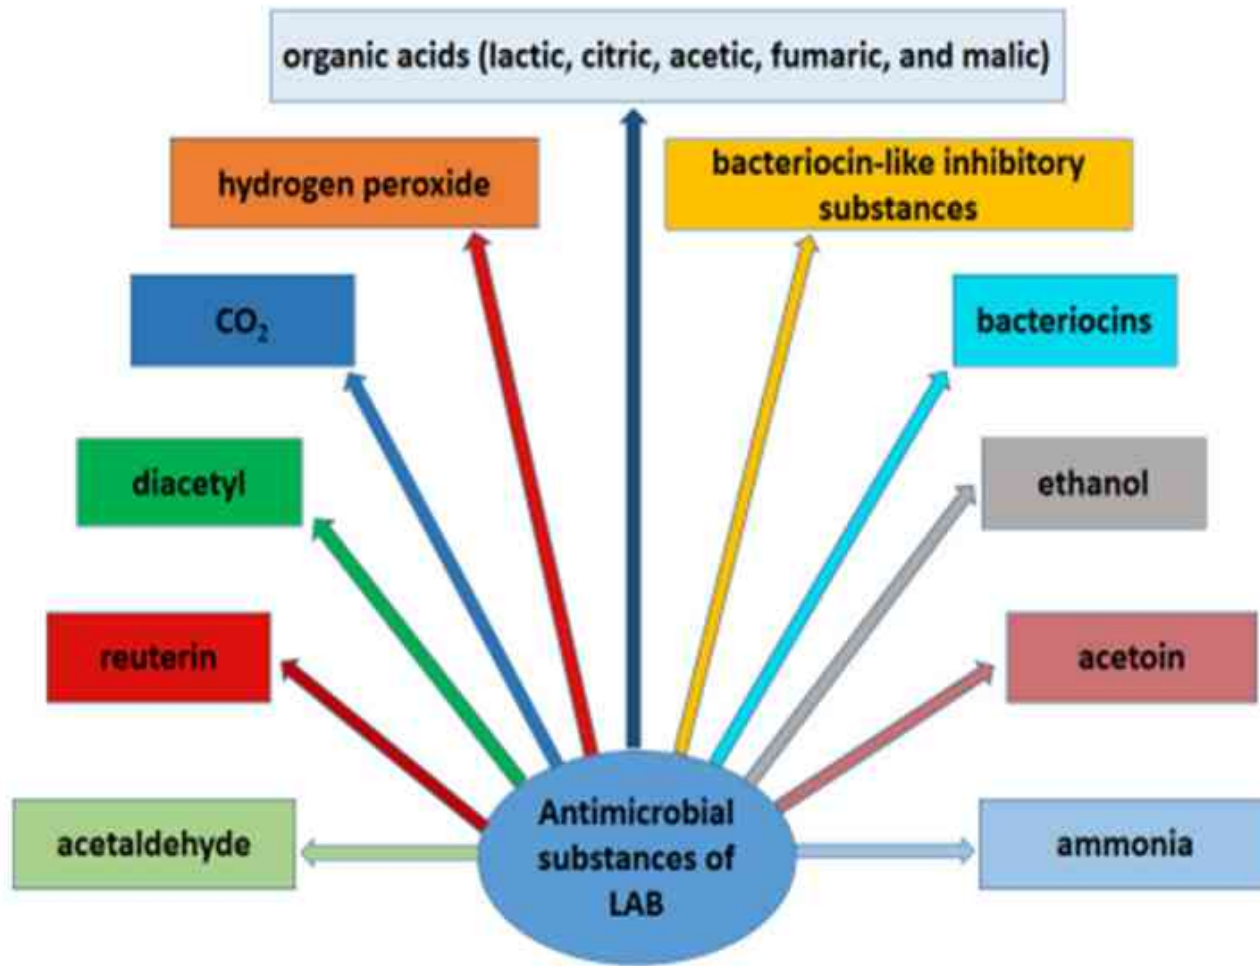 organic acids (lactic, citric, acetic, fumaric, and malic)
hydrogen peroxide
bacteriocin-like inhibitory
substances
CO₂
bacteriocins
diacetyl
ethanol
reuterin
acetoin
acetaldehyde
ammonia
Antimicrobial
substances of
LAB